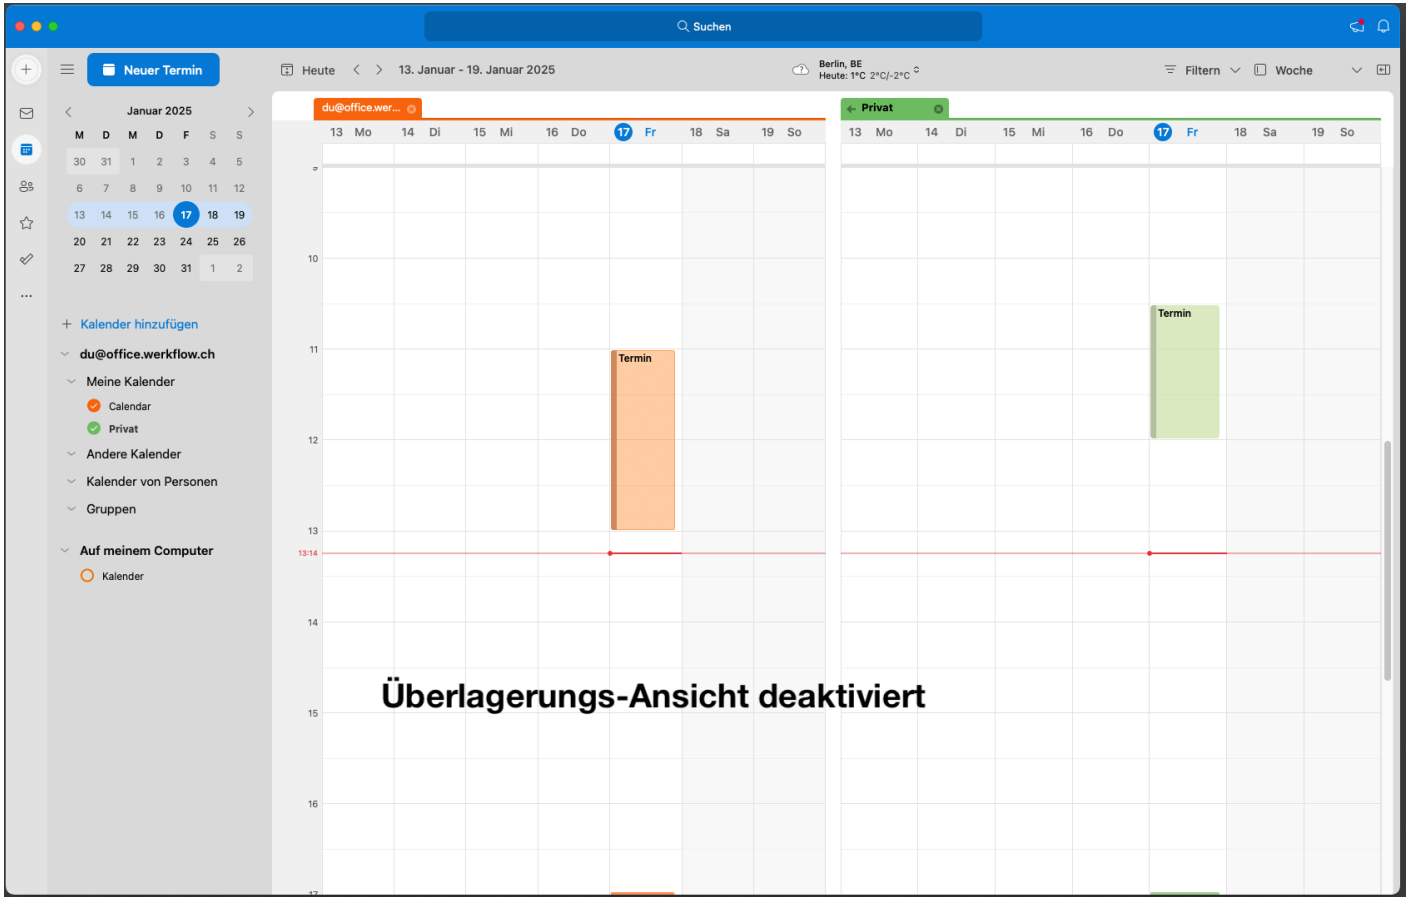 Suchen
Neuer Termin
Heute
13. Januar - 19. Januar 2025
Berlin, BE
Heute: 1°C 2°C/-2°C
Filtern
Woche
Januar 2025
M D M D F S S
30 31 1 2 3 4 5
6 7 8 9 10 11 12
13 14 15 16 17 18 19
20 21 22 23 24 25 26
27 28 29 30 31 1 2
Kalender hinzufügen
du@office.werkflow.ch
Meine Kalender
Calendar
Privat
Andere Kalender
Kalender von Personen
Gruppen
Auf meinem Computer
Kalender
du@office.wer...
13 Mo 14 Di 15 Mi 16 Do 17 Fr 18 Sa 19 So
Privat
13 Mo 14 Di 15 Mi 16 Do 17 Fr 18 Sa 19 So
9
10
Termin
11
Termin
12
13
13:14
14
Überlagerungs-Ansicht deaktiviert
15
16
17